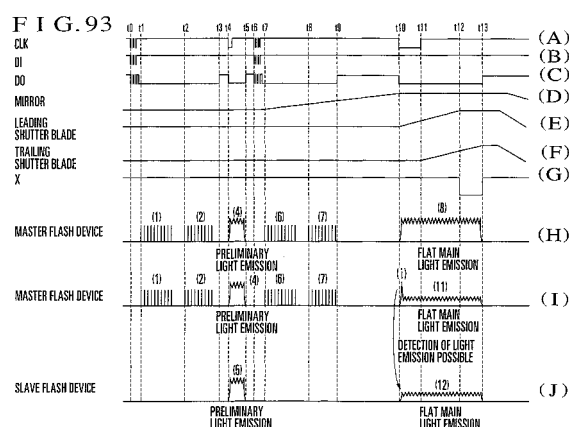 FIG.93
t0 t1 t2 t3 t4 t5 t6 t7 t8 t9 t10 t11 t12 t13
CLK (A)
DI (B)
DO (C)
MIRROR (D)
LEADING SHUTTER BLADE (E)
TRAILING SHUTTER BLADE (F)
X (G)
(1) (2) (4) (6) (7) (8)
MASTER FLASH DEVICE (H)
PRELIMINARY LIGHT EMISSION
FLAT MAIN LIGHT EMISSION
(1) (2) (4) (6) (7) (11)
MASTER FLASH DEVICE (I)
PRELIMINARY LIGHT EMISSION
FLAT MAIN LIGHT EMISSION
DETECTION OF LIGHT EMISSION POSSIBLE
(5) (12)
SLAVE FLASH DEVICE (J)
PRELIMINARY LIGHT EMISSION
FLAT MAIN LIGHT EMISSION